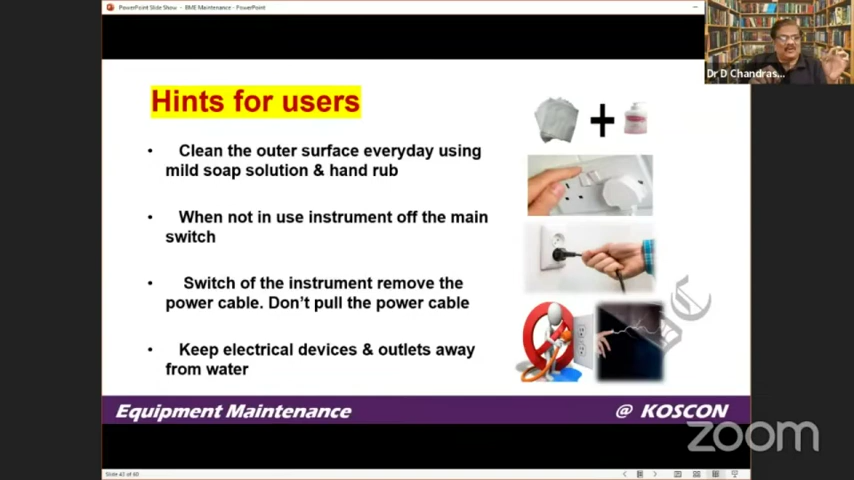 PowerPoint Slide Show - BME Maintenance - PowerPoint
Dr D Chandras...
Hints for users
• Clean the outer surface everyday using
mild soap solution & hand rub
• When not in use instrument off the main
switch
• Switch of the instrument remove the
power cable. Don't pull the power cable
• Keep electrical devices & outlets away
from water
Equipment Maintenance
@ KOSCON
zoom